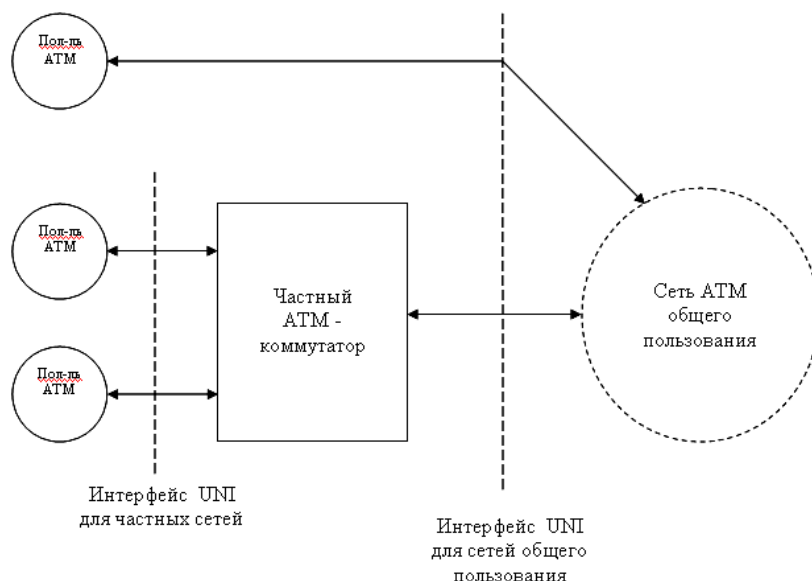 Пол-ль
АТМ
Пол-ль
АТМ
Частный
АТМ -
коммутатор
Сеть АТМ
общего
пользования
Пол-ль
АТМ
Интерфейс UNI
для частных сетей
Интерфейс UNI
для сетей общего
пользования